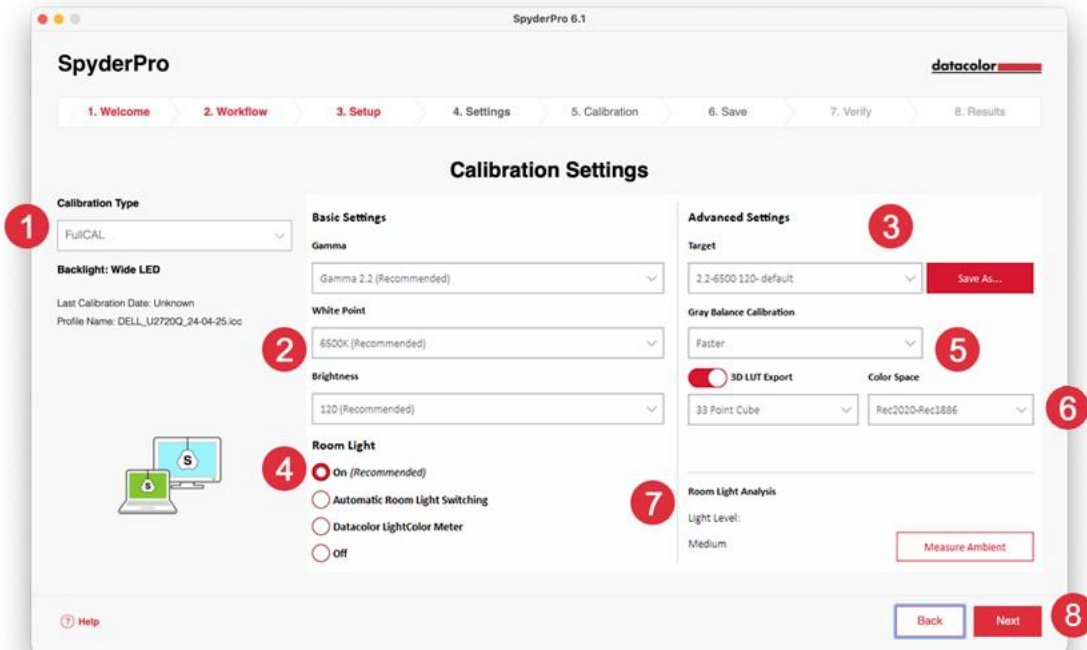 SpyderPro 6.1
SpyderPro
datacolor
1. Welcome
2. Workflow
3. Setup
4. Settings
5. Calibration
6. Save
7. Verify
8. Results
Calibration Settings
1
Calibration Type
FullCAL
Backlight: Wide LED
Last Calibration Date: Unknown
Profile Name: DELL_U2720Q_24-04-25.icc
S
S
Basic Settings
Gamma
Gamma 2.2 (Recommended)
White Point
2
6500K (Recommended)
Brightness
120 (Recommended)
Room Light
4
On (Recommended)
Automatic Room Light Switching
Datacolor LightColor Meter
Off
Advanced Settings
3
Target
2.2-6500 120- default
Save As...
Gray Balance Calibration
Faster
5
3D LUT Export
Color Space
33 Point Cube
Rec2020-Rec1886
6
7
Room Light Analysis
Light Level:
Medium
Measure Ambient
? Help
Back
Next
8